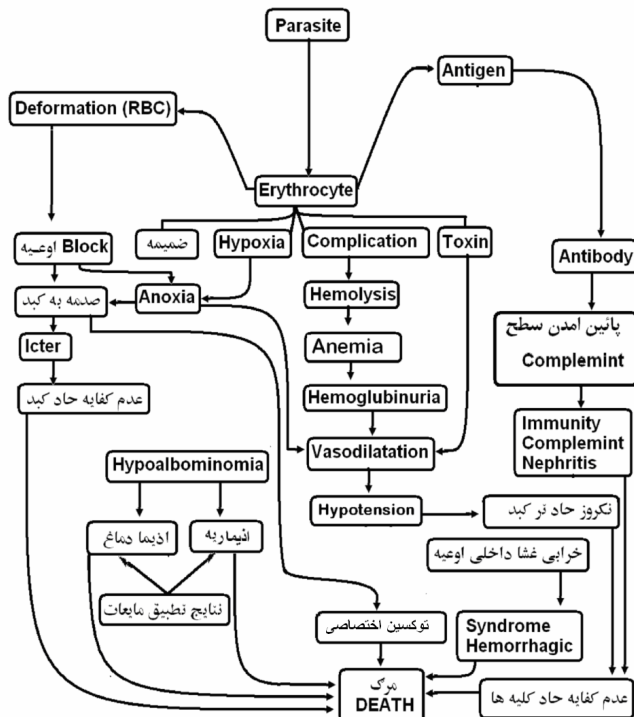 Parasite
Antigen
Deformation (RBC)
Erythrocyte
اوعیه Block
ضمیمه
Hypoxia
Complication
Toxin
Antibody
صدمه به کبد
Anoxia
Hemolysis
پائین امدن سطح
Complemint
Icter
Anemia
عدم کفایه حاد کبد
Hemoglubinuria
Immunity
Complemint
Nephritis
Vasodilatation
Hypoalbominomia
Hypotension
نکروز حاد تر کبد
اذیما دماغ
اذیماریه
خرابی غشا داخلی اوعیه
نتایج تطبیق مایعات
توکسین اختصاصی
Syndrome
Hemorrhagic
مرگ
DEATH
عدم کفایه حاد کلیه ها